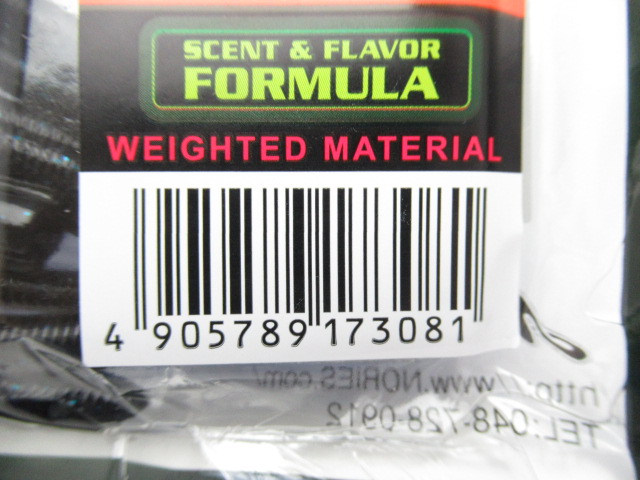 SCENT & FLAVOR
FORMULA
WEIGHTED MATERIAL
4 905789 173081
http://www.NORIES.com/
TEL:048-728-0912